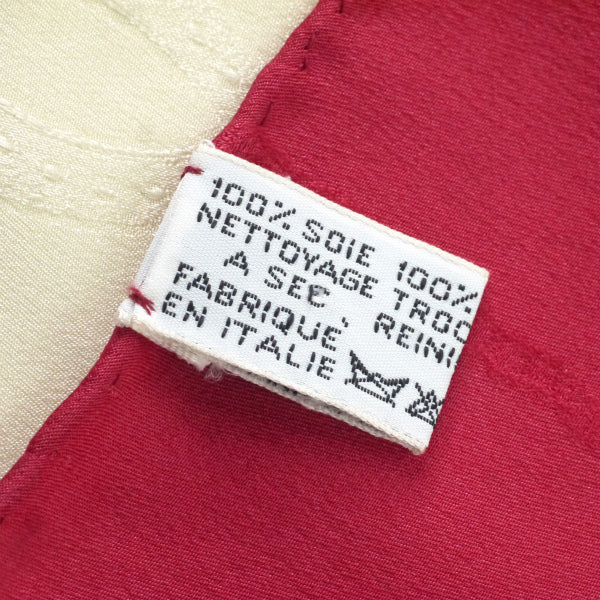 100% SOIE
NETTOYAGE
A SEC,
FABRIQUE
EN ITALIE
100%
TROC
REINI